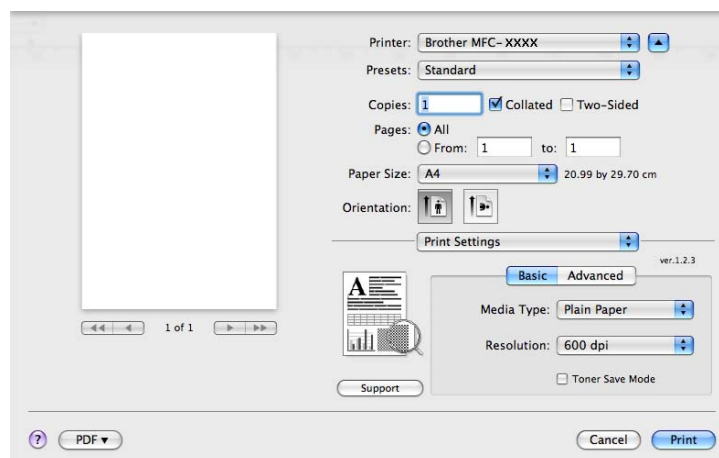 Printer: Brother MFC-XXXX
Presets: Standard
Copies: 1 Collated Two-Sided
Pages: All
From: 1 to: 1
Paper Size: A4 20.99 by 29.70 cm
Orientation:
Print Settings
ver.1.2.3
Basic Advanced
A
Media Type: Plain Paper
1 of 1
Resolution: 600 dpi
Toner Save Mode
Support
? PDF▼ Cancel Print